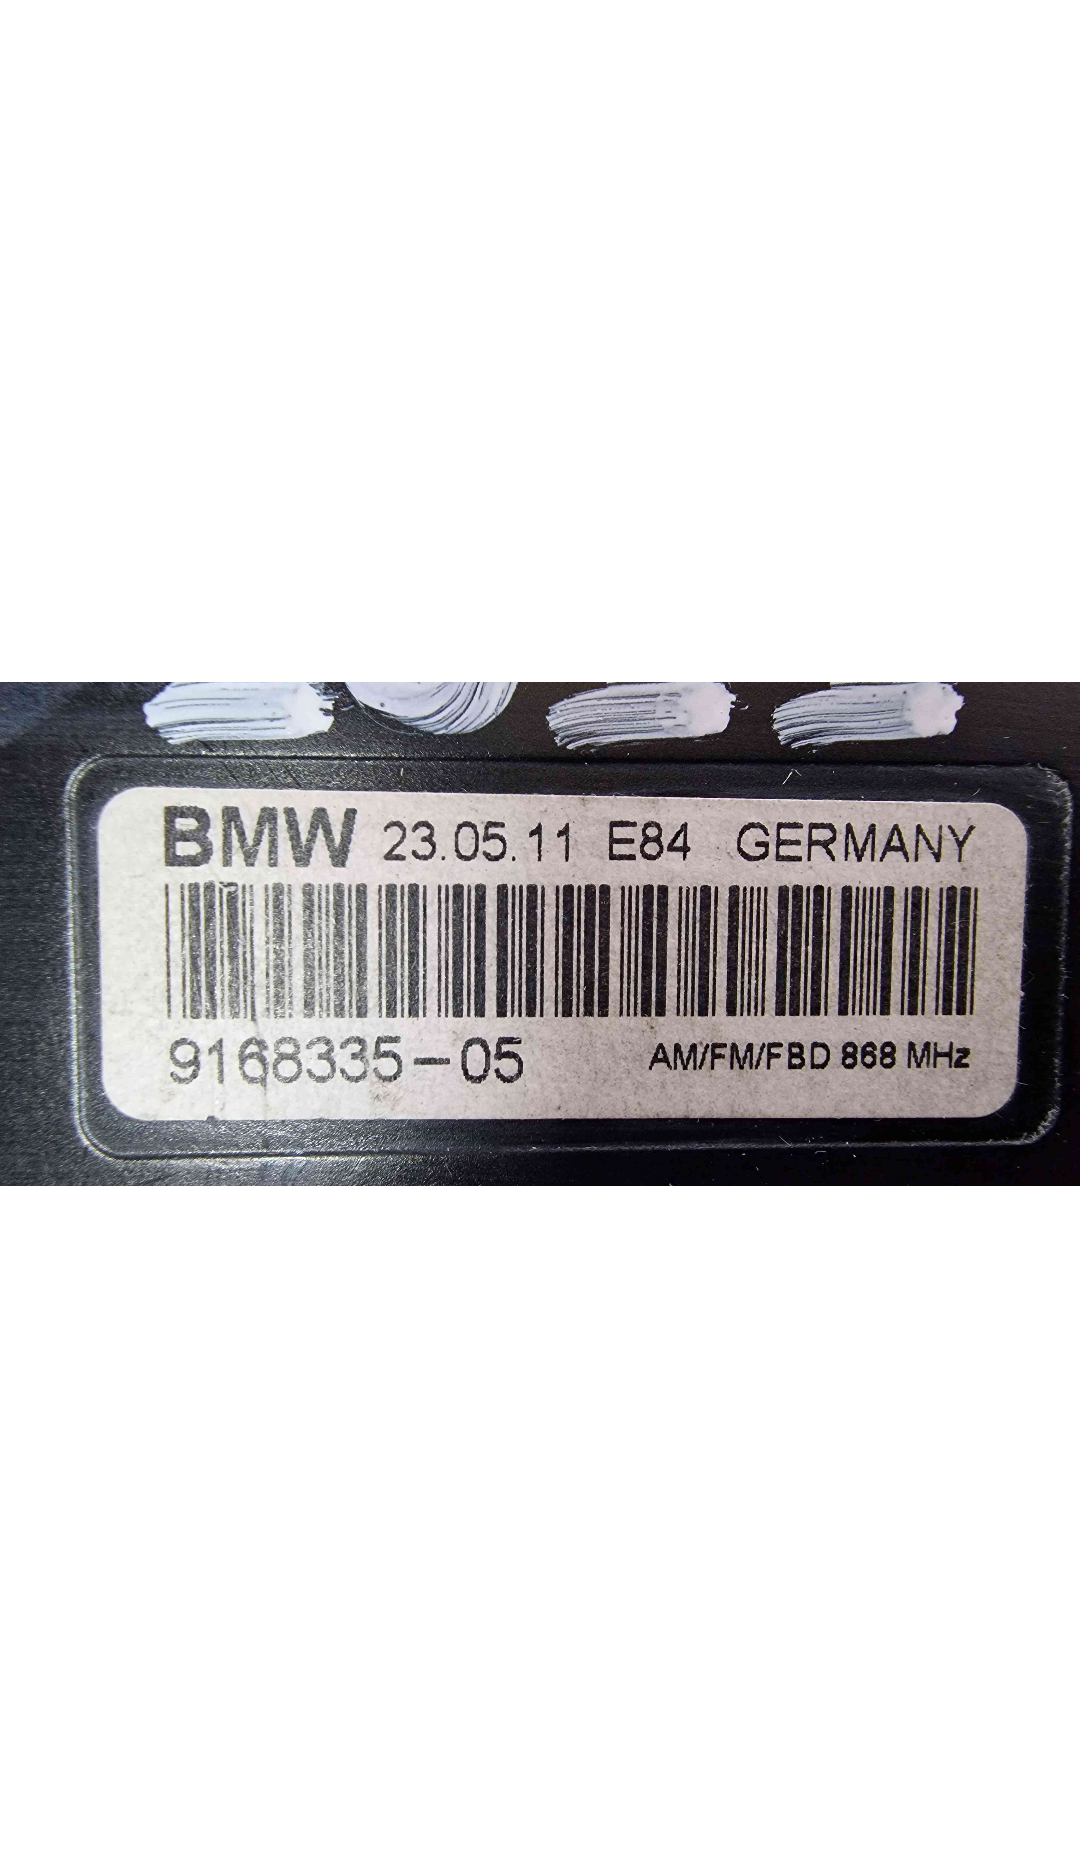 BMW 23.05.11 E84 GERMANY
9168335-05 AM/FM/FBD 868 MHz